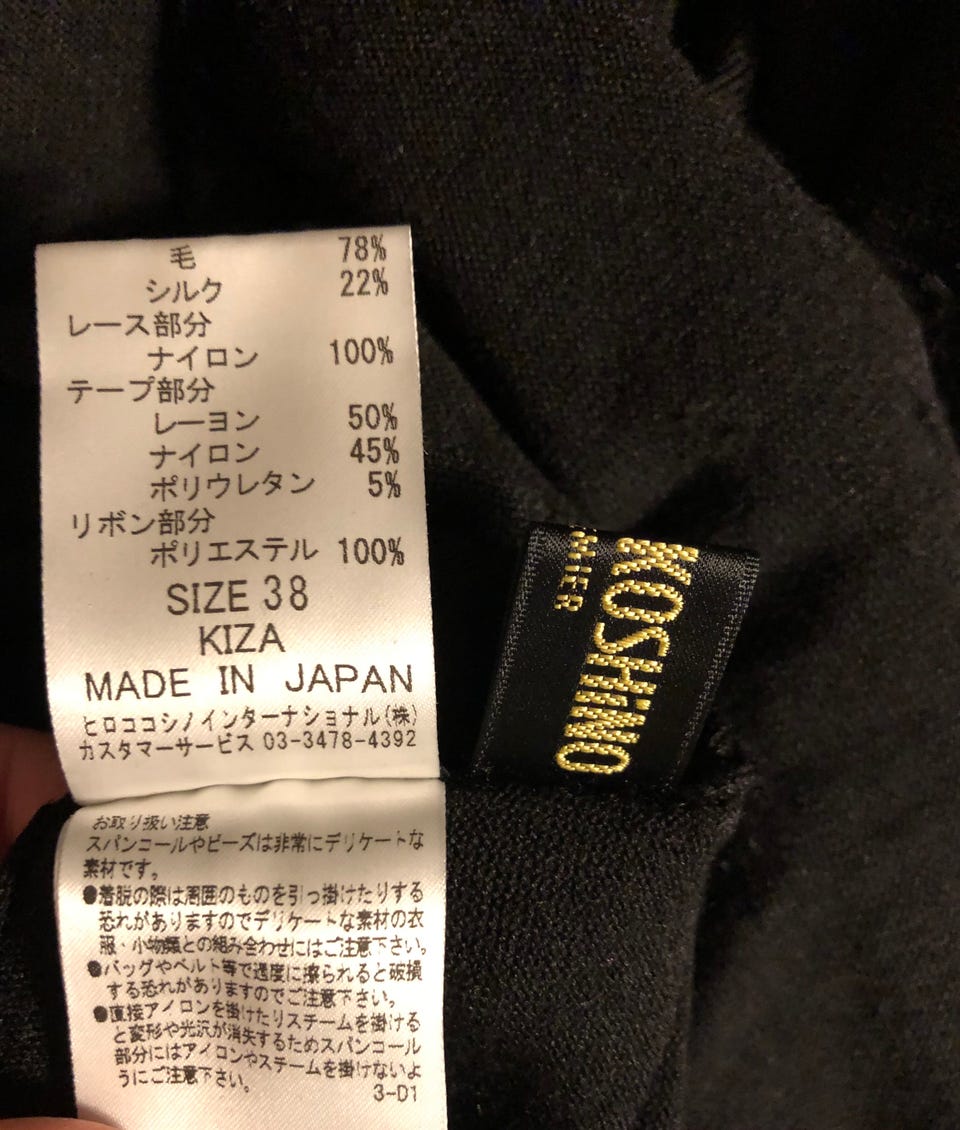 毛 78%
シルク 22%
レース部分
ナイロン 100%
テープ部分
レーヨン 50%
ナイロン 45%
ポリウレタン 5%
リボン部分
ポリエステル 100%
SIZE 38
KIZA
MADE IN JAPAN
ヒロココシノインターナショナル(株)
カスタマーサービス 03-3478-4392
お取り扱い注意
スパンコールやビーズは非常にデリケートな
素材です。
●着脱の際は周囲のものを引っ掛けたりする
恐れがありますのでデリケートな素材の衣
服・小物類との組み合わせにはご注意下さい。
●バッグやベルト等で過度に擦られると破損
する恐れがありますのでご注意下さい。
●直接アイロンを掛けたりスチームを掛ける
と変形や光沢が消失するためスパンコール
部分にはアイロンやスチームを掛けないよ
うにご注意下さい。
3-D1
KOSHINO